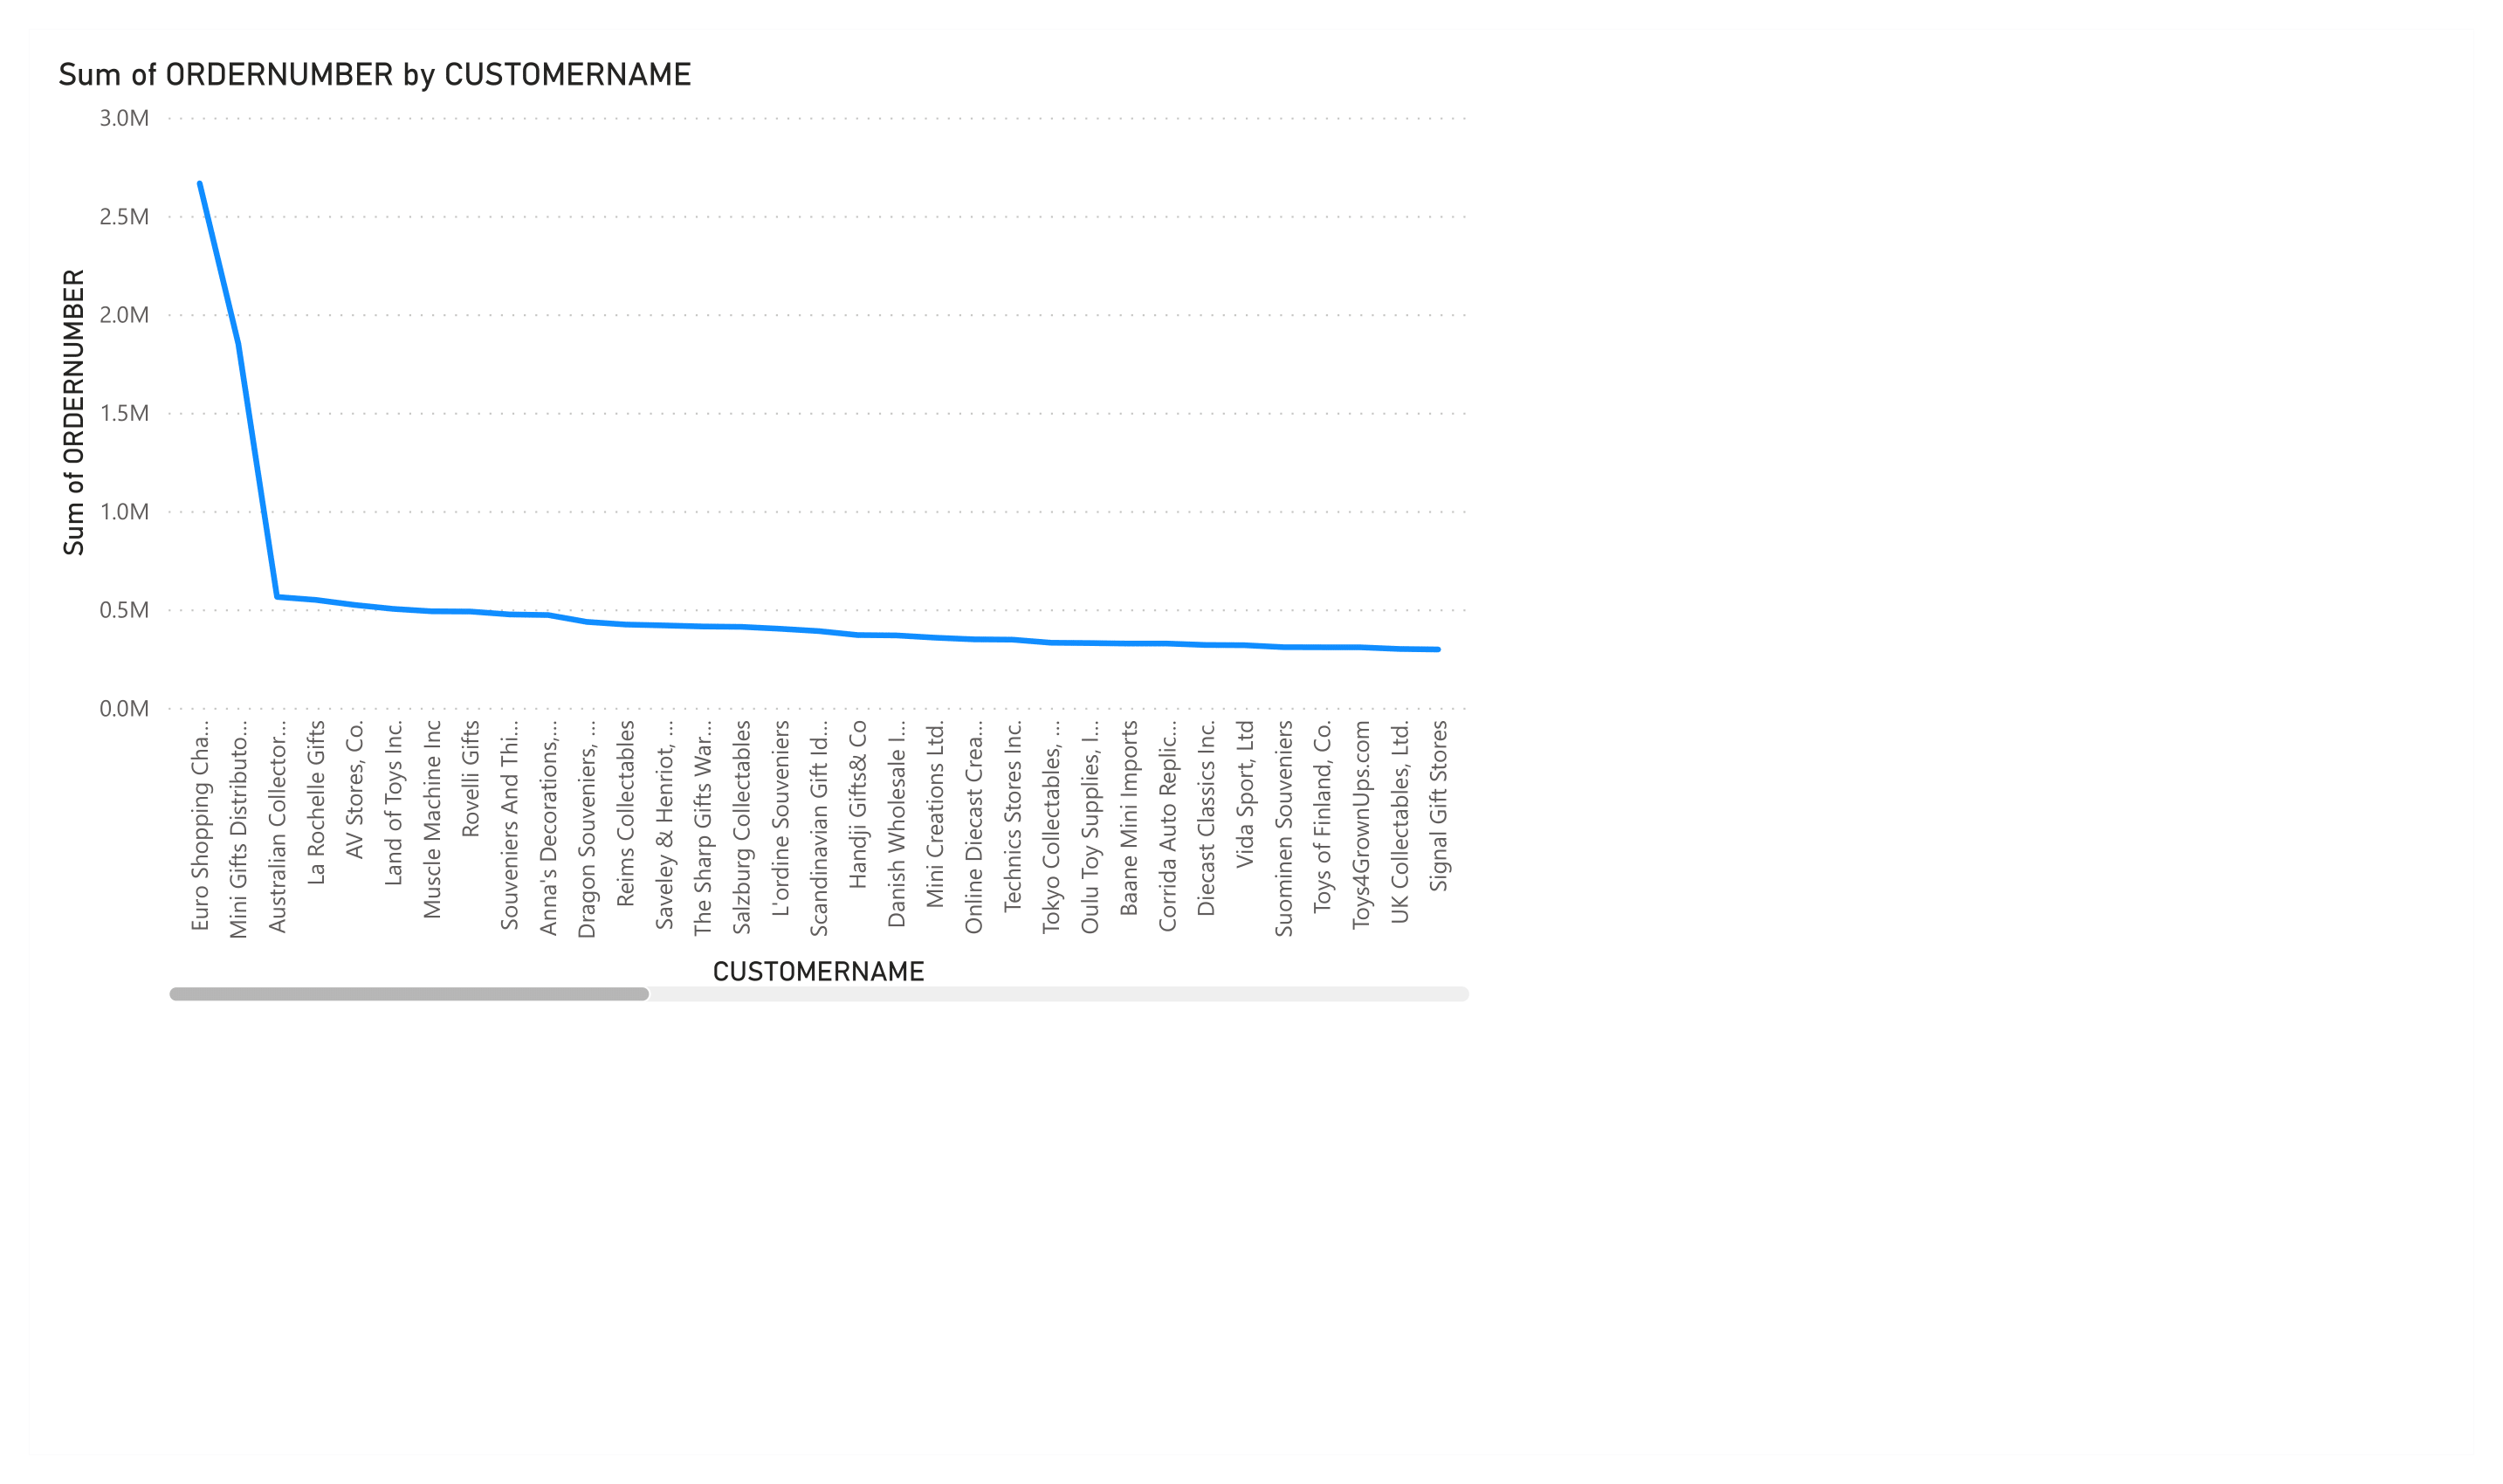 Sum of ORDERNUMBER by CUSTOMERNAME
3.0M
2.5M
2.0M
1.5M
1.0M
0.5M
0.0M
Sum of ORDERNUMBER
Euro Shopping Cha...
Mini Gifts Distributo...
Australian Collector...
La Rochelle Gifts
AV Stores, Co.
Land of Toys Inc.
Muscle Machine Inc
Rovelli Gifts
Souveniers And Thi...
Anna's Decorations,...
Dragon Souveniers, ...
Reims Collectables
Saveley & Henriot, ...
The Sharp Gifts War...
Salzburg Collectables
L'ordine Souveniers
Scandinavian Gift Id...
Handji Gifts& Co
Danish Wholesale I...
Mini Creations Ltd.
Online Diecast Crea...
Technics Stores Inc.
Tokyo Collectables, ...
Oulu Toy Supplies, I...
Baane Mini Imports
Corrida Auto Replic...
Diecast Classics Inc.
Vida Sport, Ltd
Suominen Souveniers
Toys of Finland, Co.
Toys4GrownUps.com
UK Collectables, Ltd.
Signal Gift Stores
CUSTOMERNAME